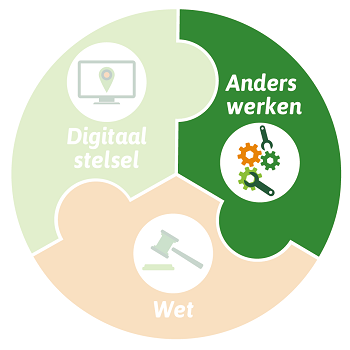 Digitaal
stelsel
Anders
werken
Wet